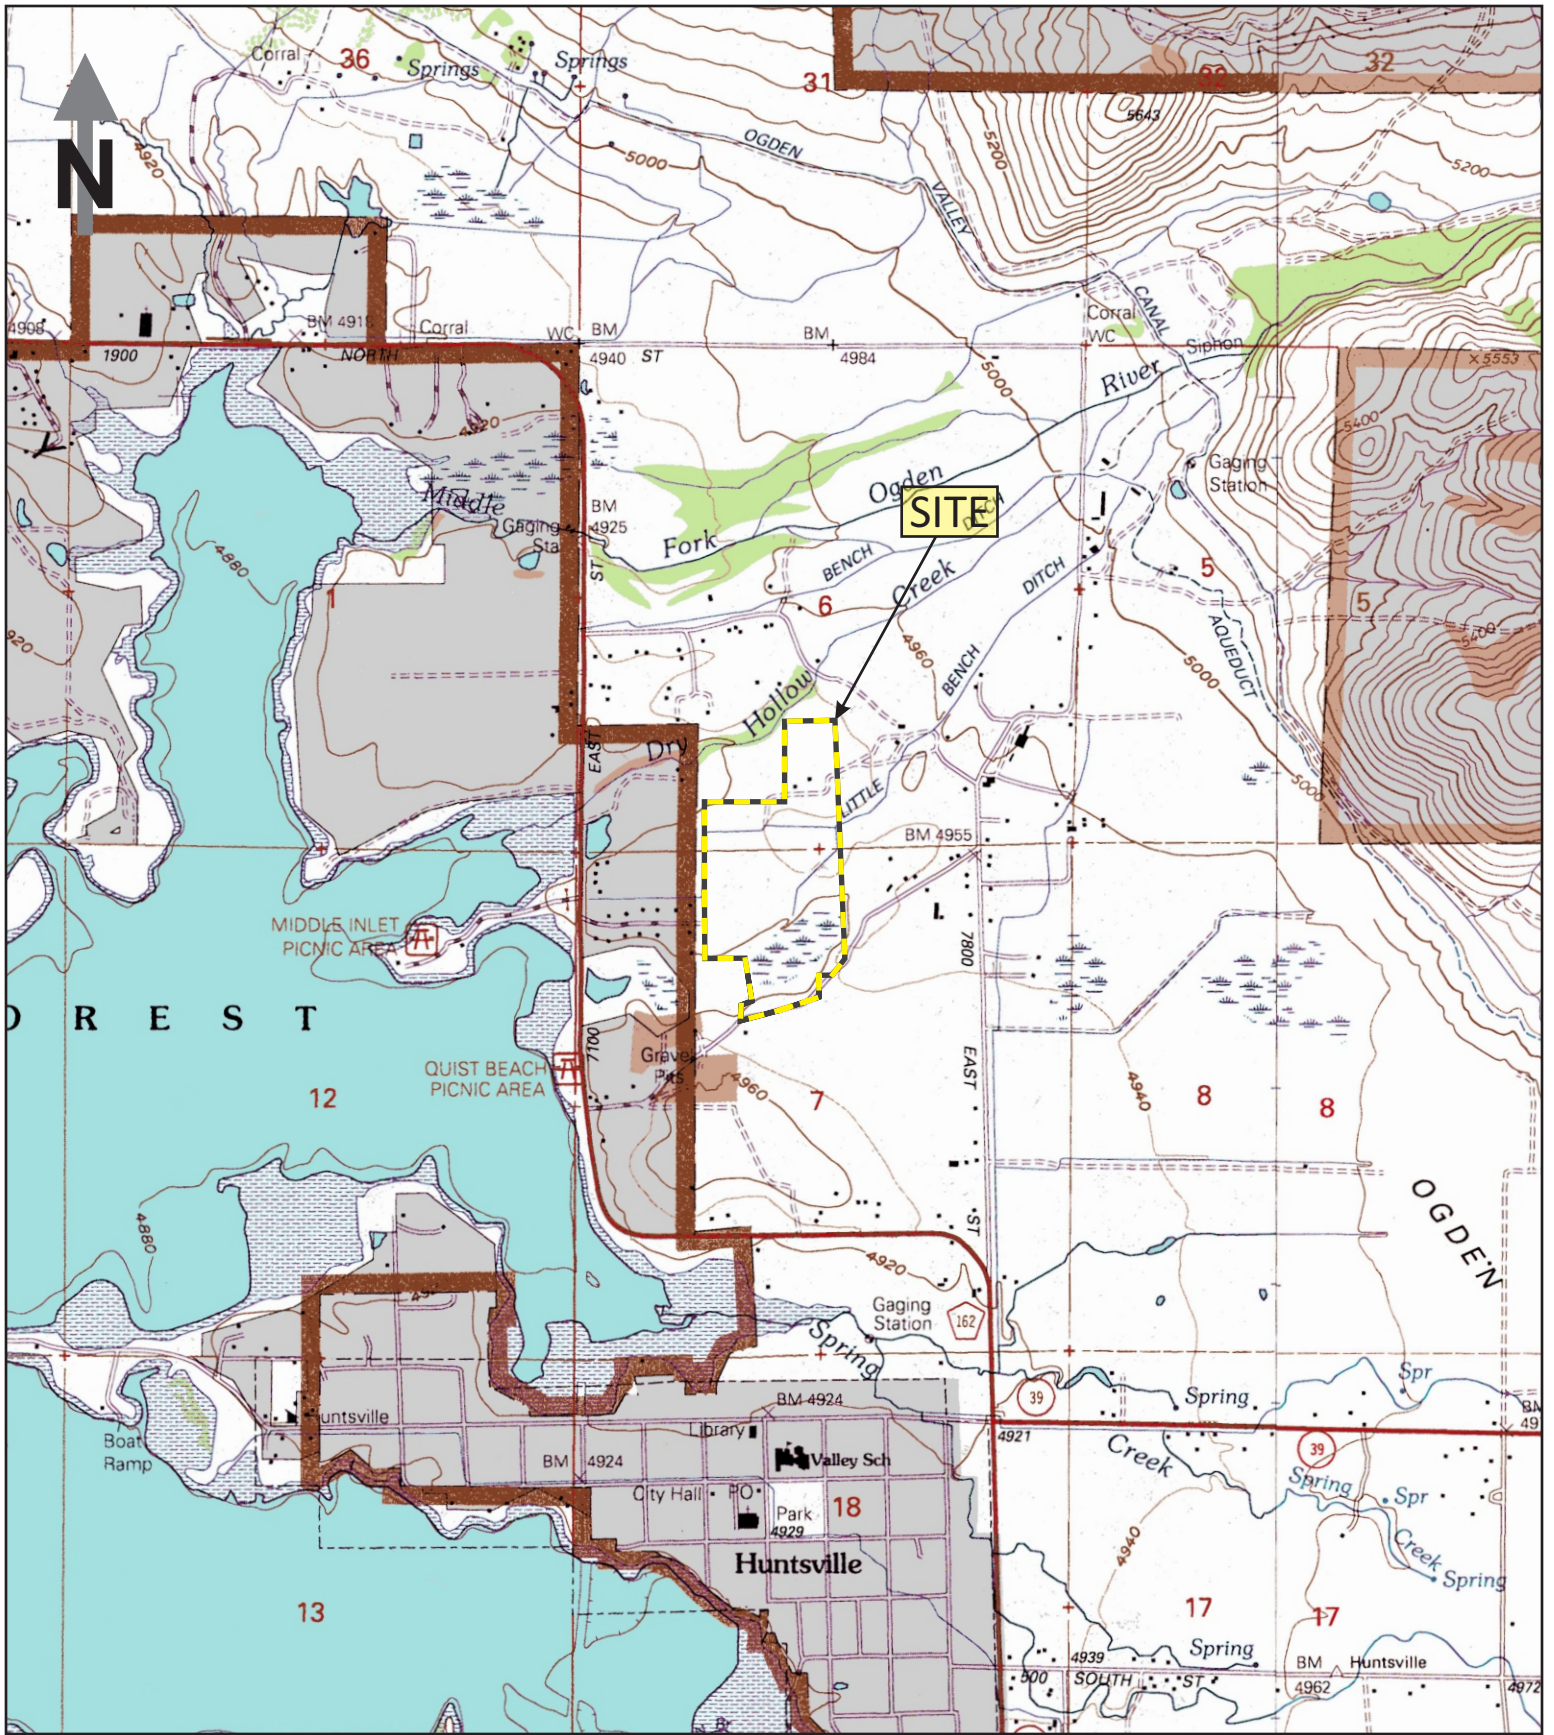 Corral
36
Springs
Springs
31
32
32
5643
N
4920
OGDEN
5000
5200
5200
VALLEY
CANAL
4908
BM 4918
Corral
WC
BM
BM
Corral
WC
Siphon
1900
NORTH
4940
ST
4984
5553
5000
River
4920
5400
Middle
Ogden
Gaging
Station
SITE
DITCH
BM
4925
Gaging
Sta
Fork
4880
ST
BENCH
Creek
DITCH
5
1
6
5
920
4960
AQUEDUCT
5400
BENCH
5000
Hollow
EAST
Dry
5000
LITTLE
BM 4955
MIDDLE INLET
PICNIC AREA
7800
O R E S T
7100
Gravel
Pits
EAST
QUIST BEACH
PICNIC AREA
4960
4940
12
7
8
8
OGDEN
4880
ST
4920
Gaging
Station
162
Spring
Spr
39
Spring
BM 4924
Huntsville
Library
4921
39
Boat
Ramp
BM
4924
Valley Sch
Creek
Spring
Spr
City Hall
PO
Park
18
4929
4940
Creek
Huntsville
Spring
13
17
17
Spring
4939
BM
Huntsville
500
SOUTH
ST
4962
4972